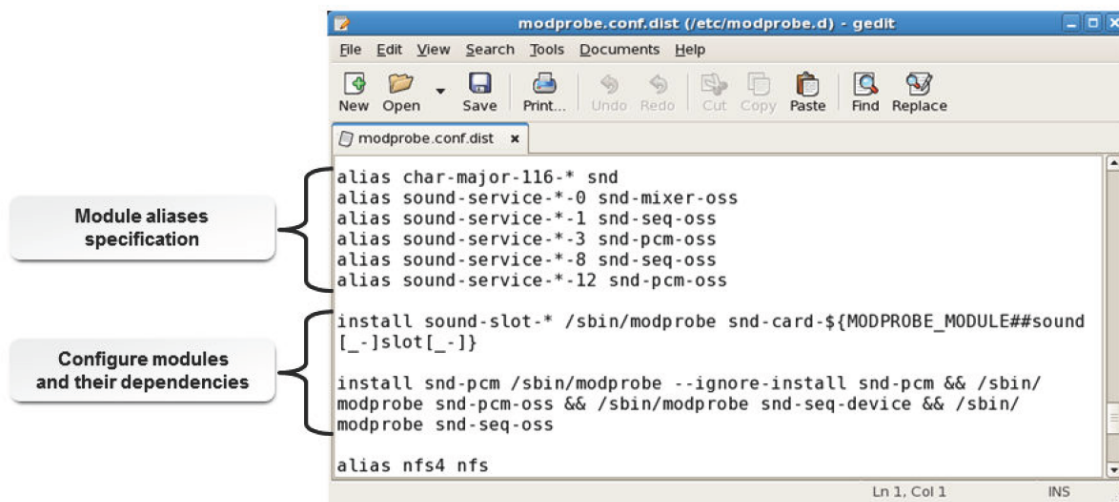 modprobe.conf.dist (/etc/modprobe.d) - gedit
File Edit View Search Tools Documents Help
New Open Save Print... Undo Redo Cut Copy Paste Find Replace
modprobe.conf.dist ×
Module aliases
specification
alias char-major-116-* snd
alias sound-service-*-0 snd-mixer-oss
alias sound-service-*-1 snd-seq-oss
alias sound-service-*-3 snd-pcm-oss
alias sound-service-*-8 snd-seq-oss
alias sound-service-*-12 snd-pcm-oss
Configure modules
and their dependencies
install sound-slot-* /sbin/modprobe snd-card-${MODPROBE_MODULE##sound
[_-]slot[_-]}
install snd-pcm /sbin/modprobe --ignore-install snd-pcm && /sbin/
modprobe snd-pcm-oss && /sbin/modprobe snd-seq-device && /sbin/
modprobe snd-seq-oss
alias nfs4 nfs
Ln 1, Col 1 INS